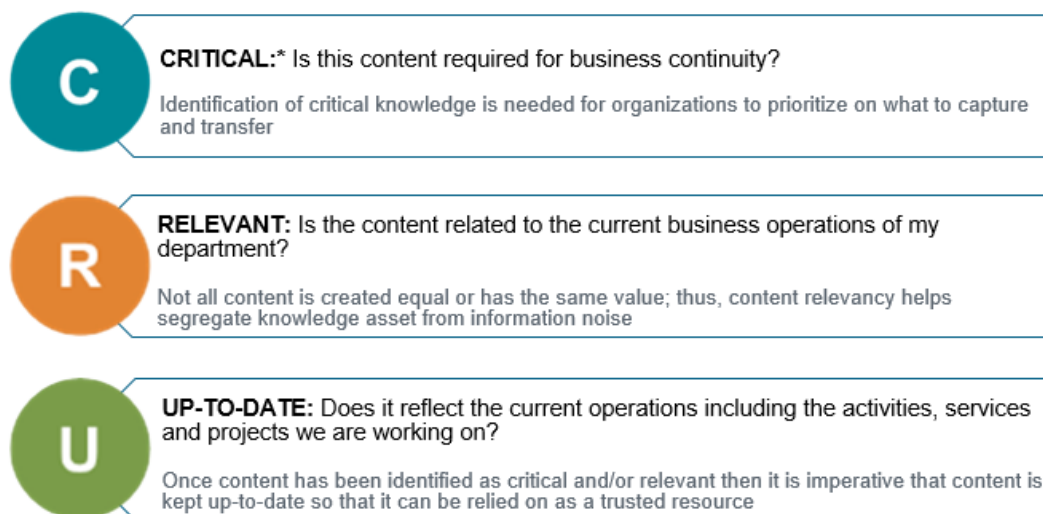 C
CRITICAL:* Is this content required for business continuity?
Identification of critical knowledge is needed for organizations to prioritize on what to capture
and transfer
R
RELEVANT: Is the content related to the current business operations of my
department?
Not all content is created equal or has the same value; thus, content relevancy helps
segregate knowledge asset from information noise
U
UP-TO-DATE: Does it reflect the current operations including the activities, services
and projects we are working on?
Once content has been identified as critical and/or relevant then it is imperative that content is
kept up-to-date so that it can be relied on as a trusted resource